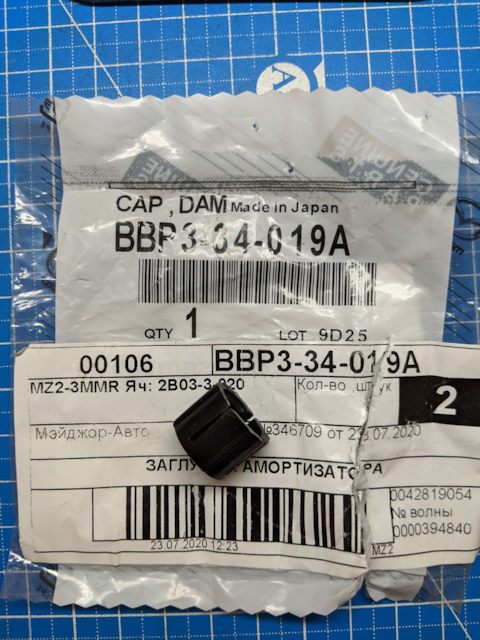 CAP , DAM Made in Japan
BBP3-34-019A
QTY 1 LOT 9D25
00106 BBP3-34-019A
MZ2-3MMR Яч: 2B03-3-020
Кол-во штук
2
Мэйджор-Авто №346709 от 23.07.2020
АМОРТИЗАТОРА
0042819054
№ волны
0000394840
23.07.2020 12:23
MZ2